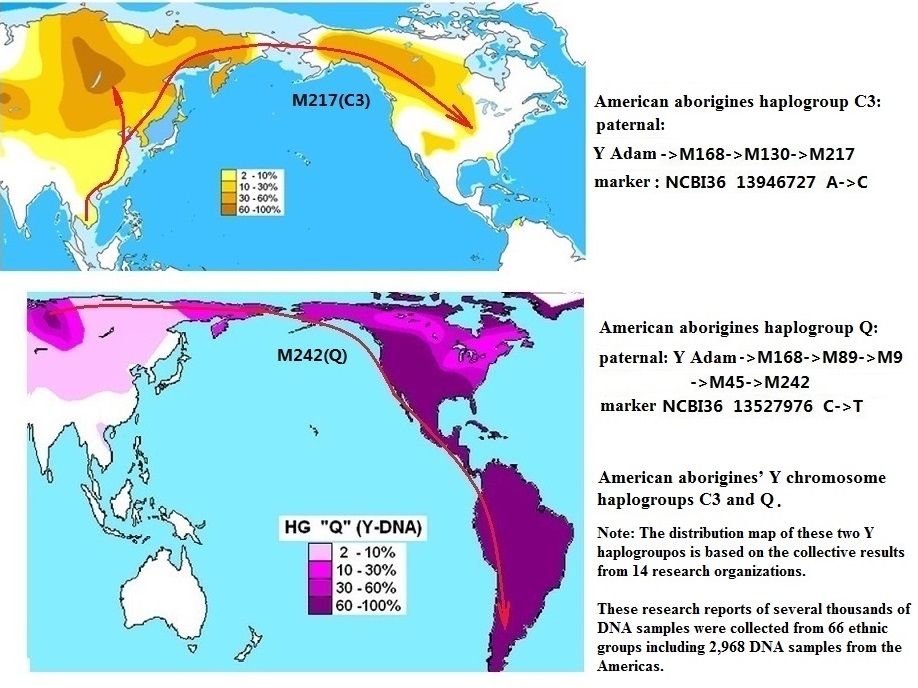 M217(C3)
2 - 10%
10 - 30%
30 - 60%
60 -100%
American aborigines haplogroup C3:
paternal:
Y Adam ->M168->M130->M217
marker : NCBI36 13946727 A->C
M242(Q)
HG "Q" (Y-DNA)
2 - 10%
10 - 30%
30 - 60%
60 -100%
American aborigines haplogroup Q:
paternal: Y Adam->M168->M89->M9
->M45->M242
marker NCBI36 13527976 C->T
American aborigines' Y chromosome
haplogroups C3 and Q .
Note: The distribution map of these two Y
haplogroupos is based on the collective results
from 14 research organizations.
These research reports of several thousands of
DNA samples were collected from 66 ethnic
groups including 2,968 DNA samples from the
Americas.